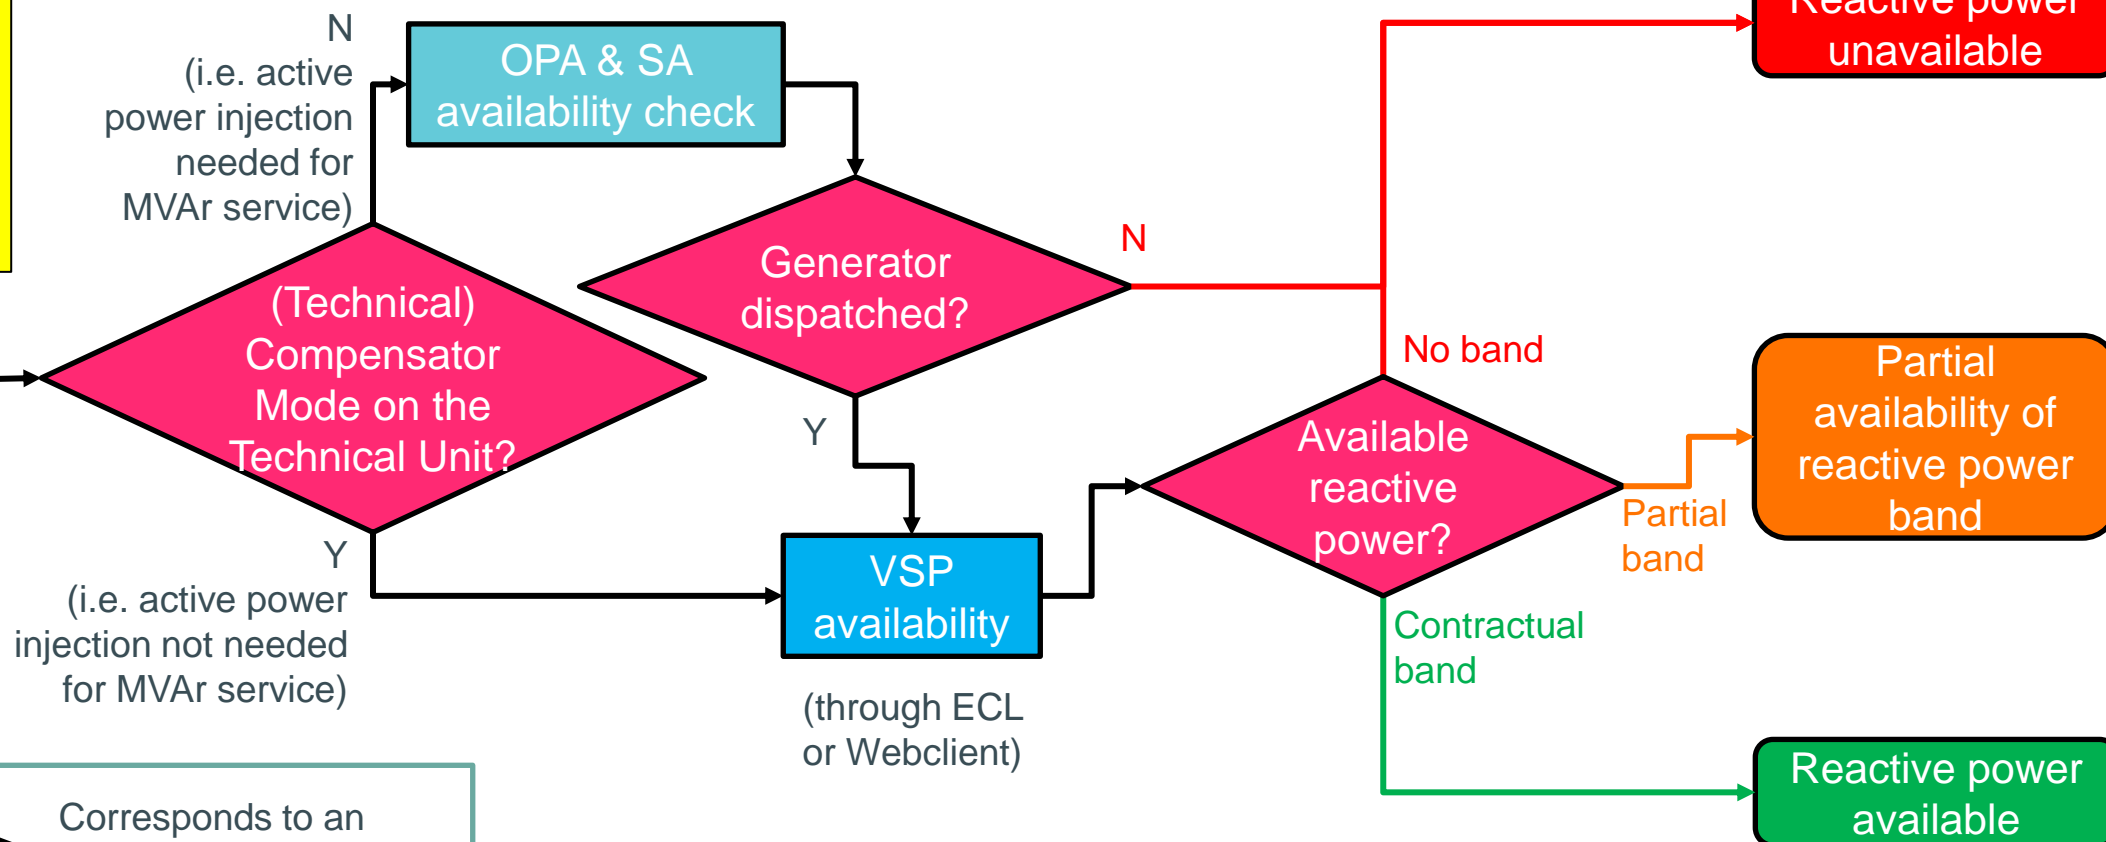 N
(i.e. active
power injection
needed for
MVAr service)
OPA & SA
availability check
Reactive power
unavailable
Generator
dispatched?
N
(Technical)
Compensator
Mode on the
Technical Unit?
No band
Y
Available
reactive
power?
Partial
availability of
reactive power
band
Partial
band
Y
(i.e. active power
injection not needed
for MVAr service)
VSP
availability
(through ECL
or Webclient)
Contractual
band
Reactive power
available
Corresponds to an